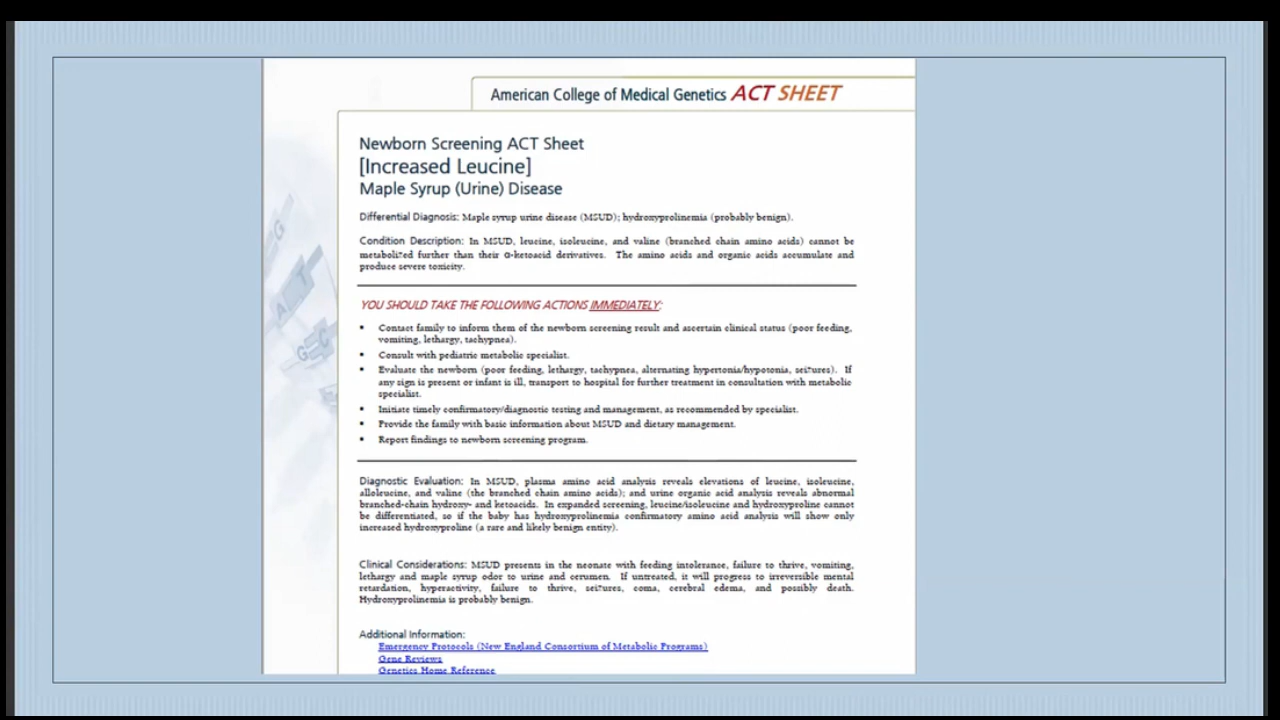 American College of Medical Genetics ACT SHEET
Newborn Screening ACT Sheet
[Increased Leucine]
Maple Syrup (Urine) Disease
Differential Diagnosis: Maple syrup urine disease (MSUD); hydroxyprolinemia (probably benign).
Condition Description: In MSUD, leucine, isoleucine, and valine (branched chain amino acids) cannot be
metabolized further than their α-ketoacid derivatives. The amino acids and organic acids accumulate and
produce severe toxicity.
YOU SHOULD TAKE THE FOLLOWING ACTIONS IMMEDIATELY:
▪ Contact family to inform them of the newborn screening result and ascertain clinical status (poor feeding,
vomiting, lethargy, tachypnea).
▪ Consult with pediatric metabolic specialist.
▪ Evaluate the newborn (poor feeding, lethargy, tachypnea, alternating hypertonia/hypotonia, seizures). If
any sign is present or infant is ill, transport to hospital for further treatment in consultation with metabolic
specialist.
▪ Initiate timely confirmatory/diagnostic testing and management, as recommended by specialist.
▪ Provide the family with basic information about MSUD and dietary management.
▪ Report findings to newborn screening program.
Diagnostic Evaluation: In MSUD, plasma amino acid analysis reveals elevations of leucine, isoleucine,
alloleucine, and valine (the branched chain amino acids); and urine organic acid analysis reveals abnormal
branched-chain hydroxy- and ketoacids. In expanded screening, leucine/isoleucine and hydroxyproline cannot
be differentiated, so if the baby has hydroxyprolinemia confirmatory amino acid analysis will show only
increased hydroxyproline (a rare and likely benign entity).
Clinical Considerations: MSUD presents in the neonate with feeding intolerance, failure to thrive, vomiting,
lethargy and maple syrup odor to urine and cerumen. If untreated, it will progress to irreversible mental
retardation, hyperactivity, failure to thrive, seizures, coma, cerebral edema, and possibly death.
Hydroxyprolinemia is probably benign.
Additional Information:
Emergency Protocols (New England Consortium of Metabolic Programs)
Gene Reviews
Genetics Home Reference